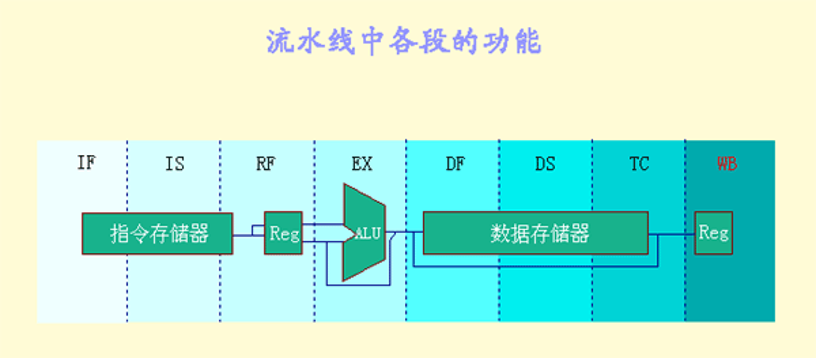 流水线中各段的功能
IF IS RF EX DF DS TC WB
指令存储器 Reg ALU 数据存储器 Reg